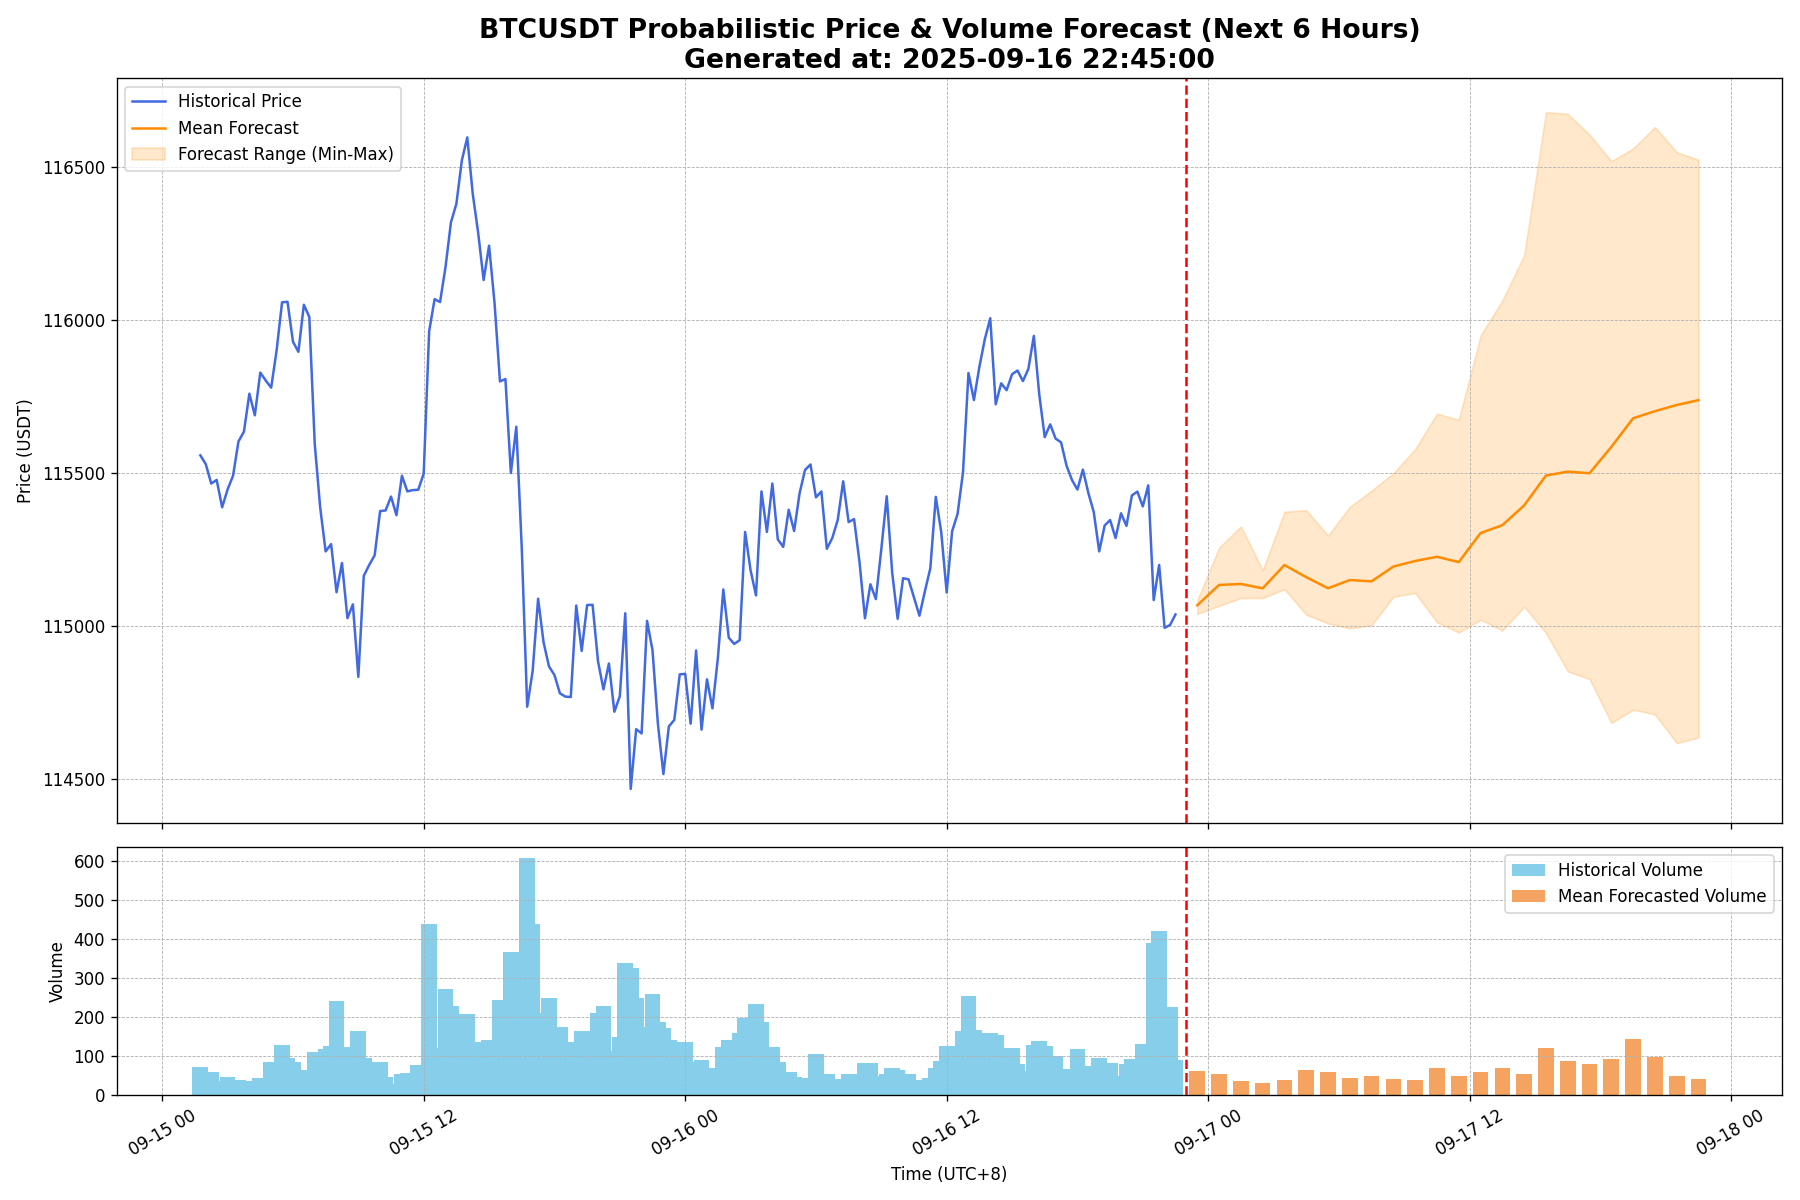 BTCUSDT Probabilistic Price & Volume Forecast (Next 6 Hours)
Generated at: 2025-09-16 22:45:00
Historical Price
Mean Forecast
Forecast Range (Min-Max)
116500
116000
115500
115000
114500
Price (USDT)
Historical Volume
Mean Forecasted Volume
600
500
400
300
200
100
0
Volume
09-15 00
09-15 12
09-16 00
09-16 12
09-17 00
09-17 12
09-18 00
Time (UTC+8)